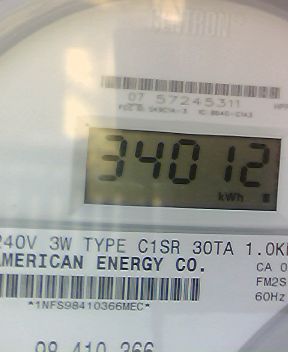 07 57245311
34012
kWh
240V 3W TYPE C1SR 30TA 1.0K
AMERICAN ENERGY CO.
CA 0
FM2S
60Hz
*1NFS98410366MEC*
98 410 366